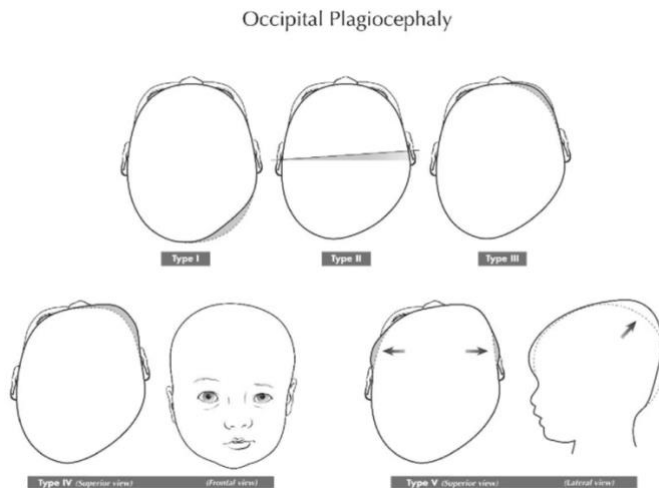 Occipital Plagiocephaly
Type I
Type II
Type III
Type IV (Superior view)
(Frontal view)
Type V (Superior view)
(Lateral view)